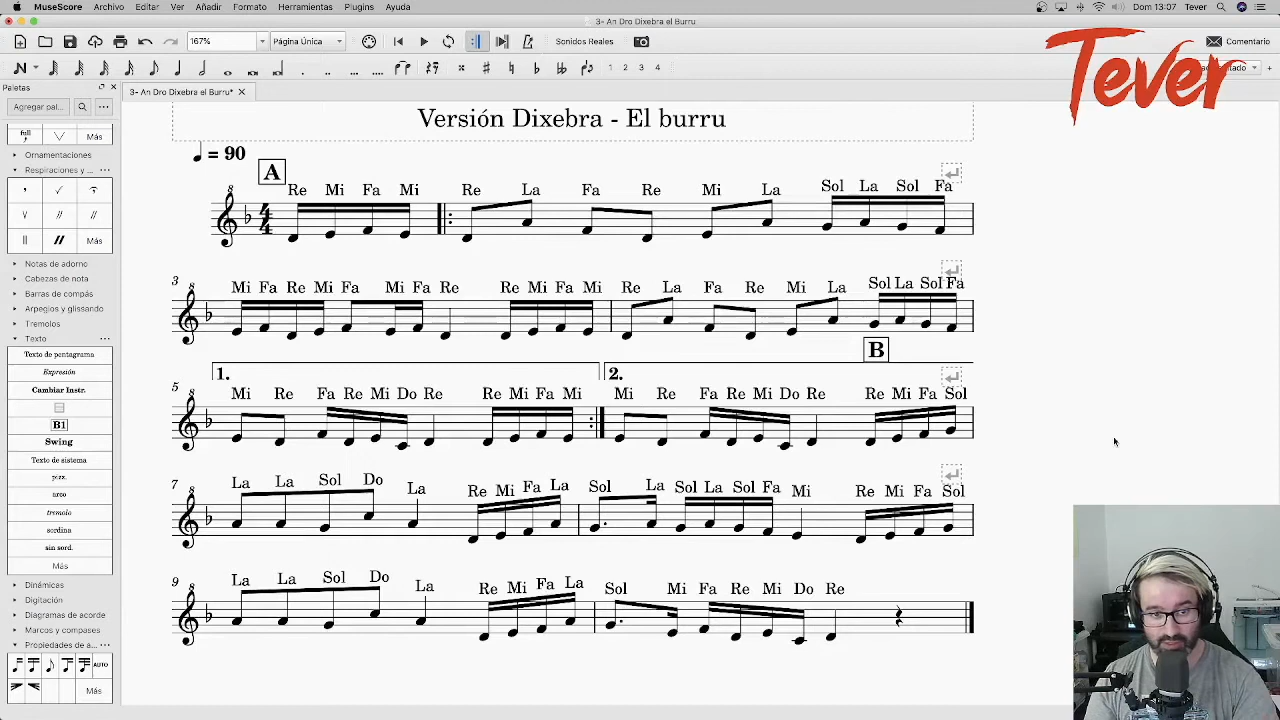 MuseScore Archivo Editar Ver Añadir Formato Herramientas Plugins Ayuda Dom 13:07 Tever
3- An Dro Dixebra el Burru
167% Página Única Sonidos Reales Comentario
1 2 3 4
Paletas
3- An Dro Dixebra el Burru*
Agregar pal...
Más
Ornamentaciones
Respiraciones y ...
Más
Notas de adorno
Cabezas de nota
Barras de compás
Arpegios y glissando
Tremolos
Texto
Texto de pentagrama
Expresión
Cambiar Instr.
B1
Swing
Texto de sistema
pizz.
arco
tremolo
sordina
sin sord.
Más
Dinámicas
Digitación
Diagramas de acorde
Marcos y compases
Propiedades de a...
AUTO
Más
Tever
Versión Dixebra - El burru
= 90
A
Re Mi Fa Mi Re La Fa Re Mi La Sol La Sol Fa
3
Mi Fa Re Mi Fa Mi Fa Re Re Mi Fa Mi Re La Fa Re Mi La Sol La Sol Fa
B
1. 2.
5
Mi Re Fa Re Mi Do Re Re Mi Fa Mi Mi Re Fa Re Mi Do Re Re Mi Fa Sol
7
La La Sol Do La Re Mi Fa La Sol La Sol La Sol Fa Mi Re Mi Fa Sol
9
La La Sol Do La Re Mi Fa La Sol Mi Fa Re Mi Do Re